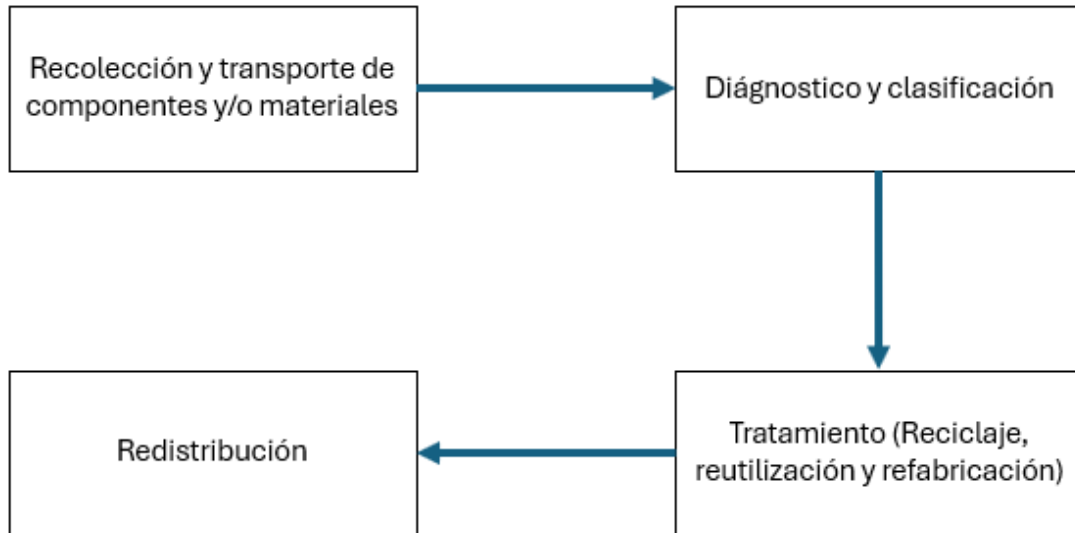 Recolección y transporte de
componentes y/o materiales
Diágnostico y clasificación
Tratamiento (Reciclaje,
reutilización y refabricación)
Redistribución